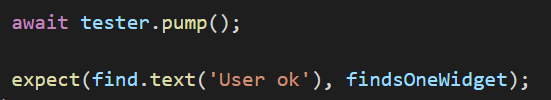 await tester.pump();
expect(find.text('User ok'), findsOneWidget);